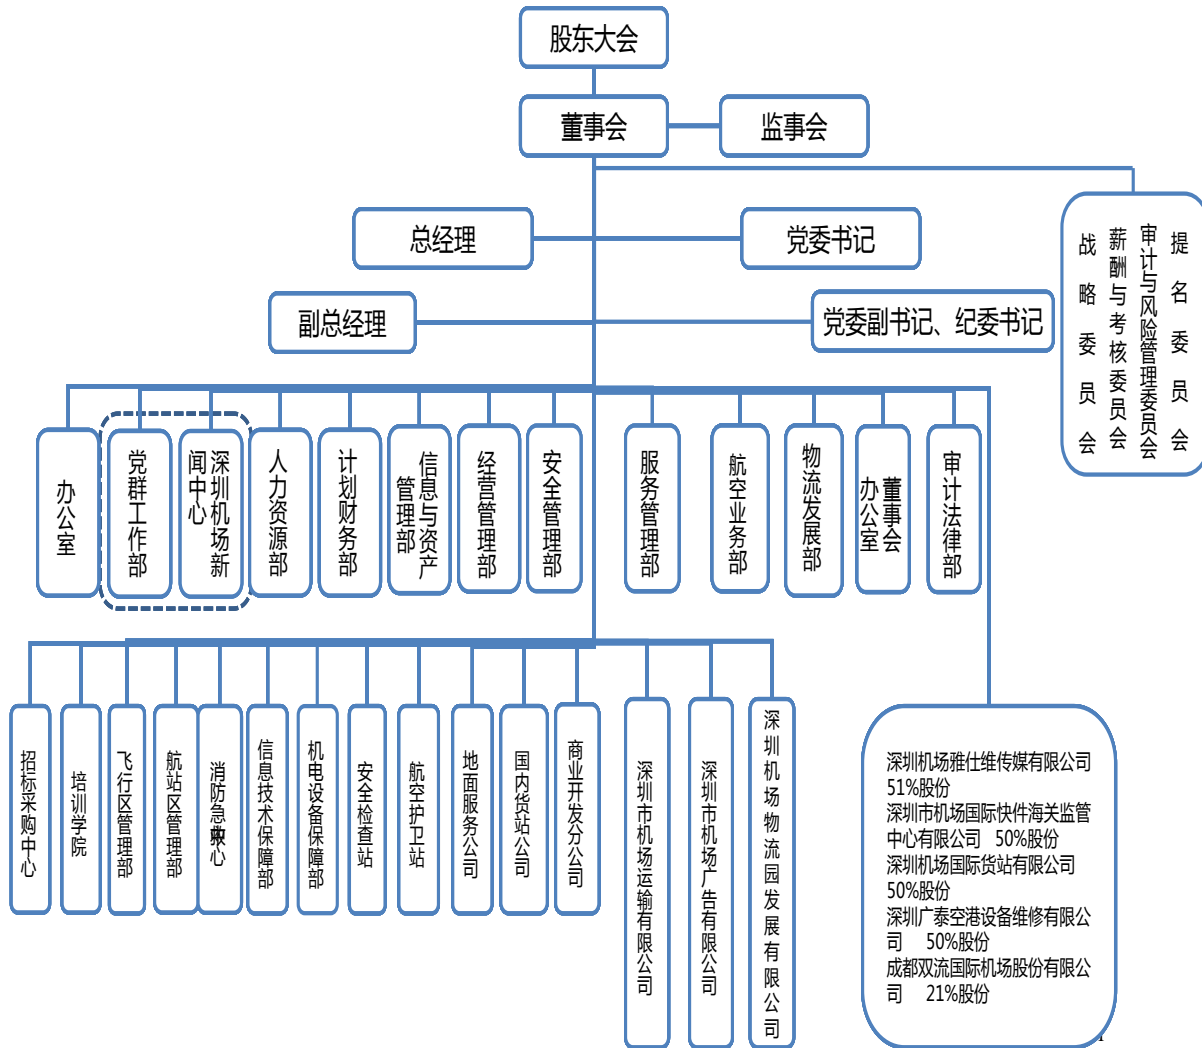 股东大会
董事会
监事会
总经理
党委书记
副总经理
党委副书记、纪委书记
战略委员会
薪酬与考核委员会
审计与风险管理委员会
提名委员会
办公室
党群工作部
深圳机场新
闻中心
人力资源部
计划财务部
信息与资产
管理部
经营管理部
安全管理部
服务管理部
航空业务部
物流发展部
董事会
办公室
审计法律部
招标采购中心
培训学院
飞行区管理部
航站区管理部
消防急救中心
信息技术保障部
机电设备保障部
安全检查站
航空护卫站
地面服务公司
国内货站公司
商业开发分公司
深圳市机场运输有限公司
深圳市机场广告有限公司
深圳机场物流园发展有限公司
深圳机场雅仕维传媒有限公司
51%股份
深圳市机场国际快件海关监管
中心有限公司 50%股份
深圳机场国际货站有限公司
50%股份
深圳广泰空港设备维修有限公
司 50%股份
成都双流国际机场股份有限公
司 21%股份